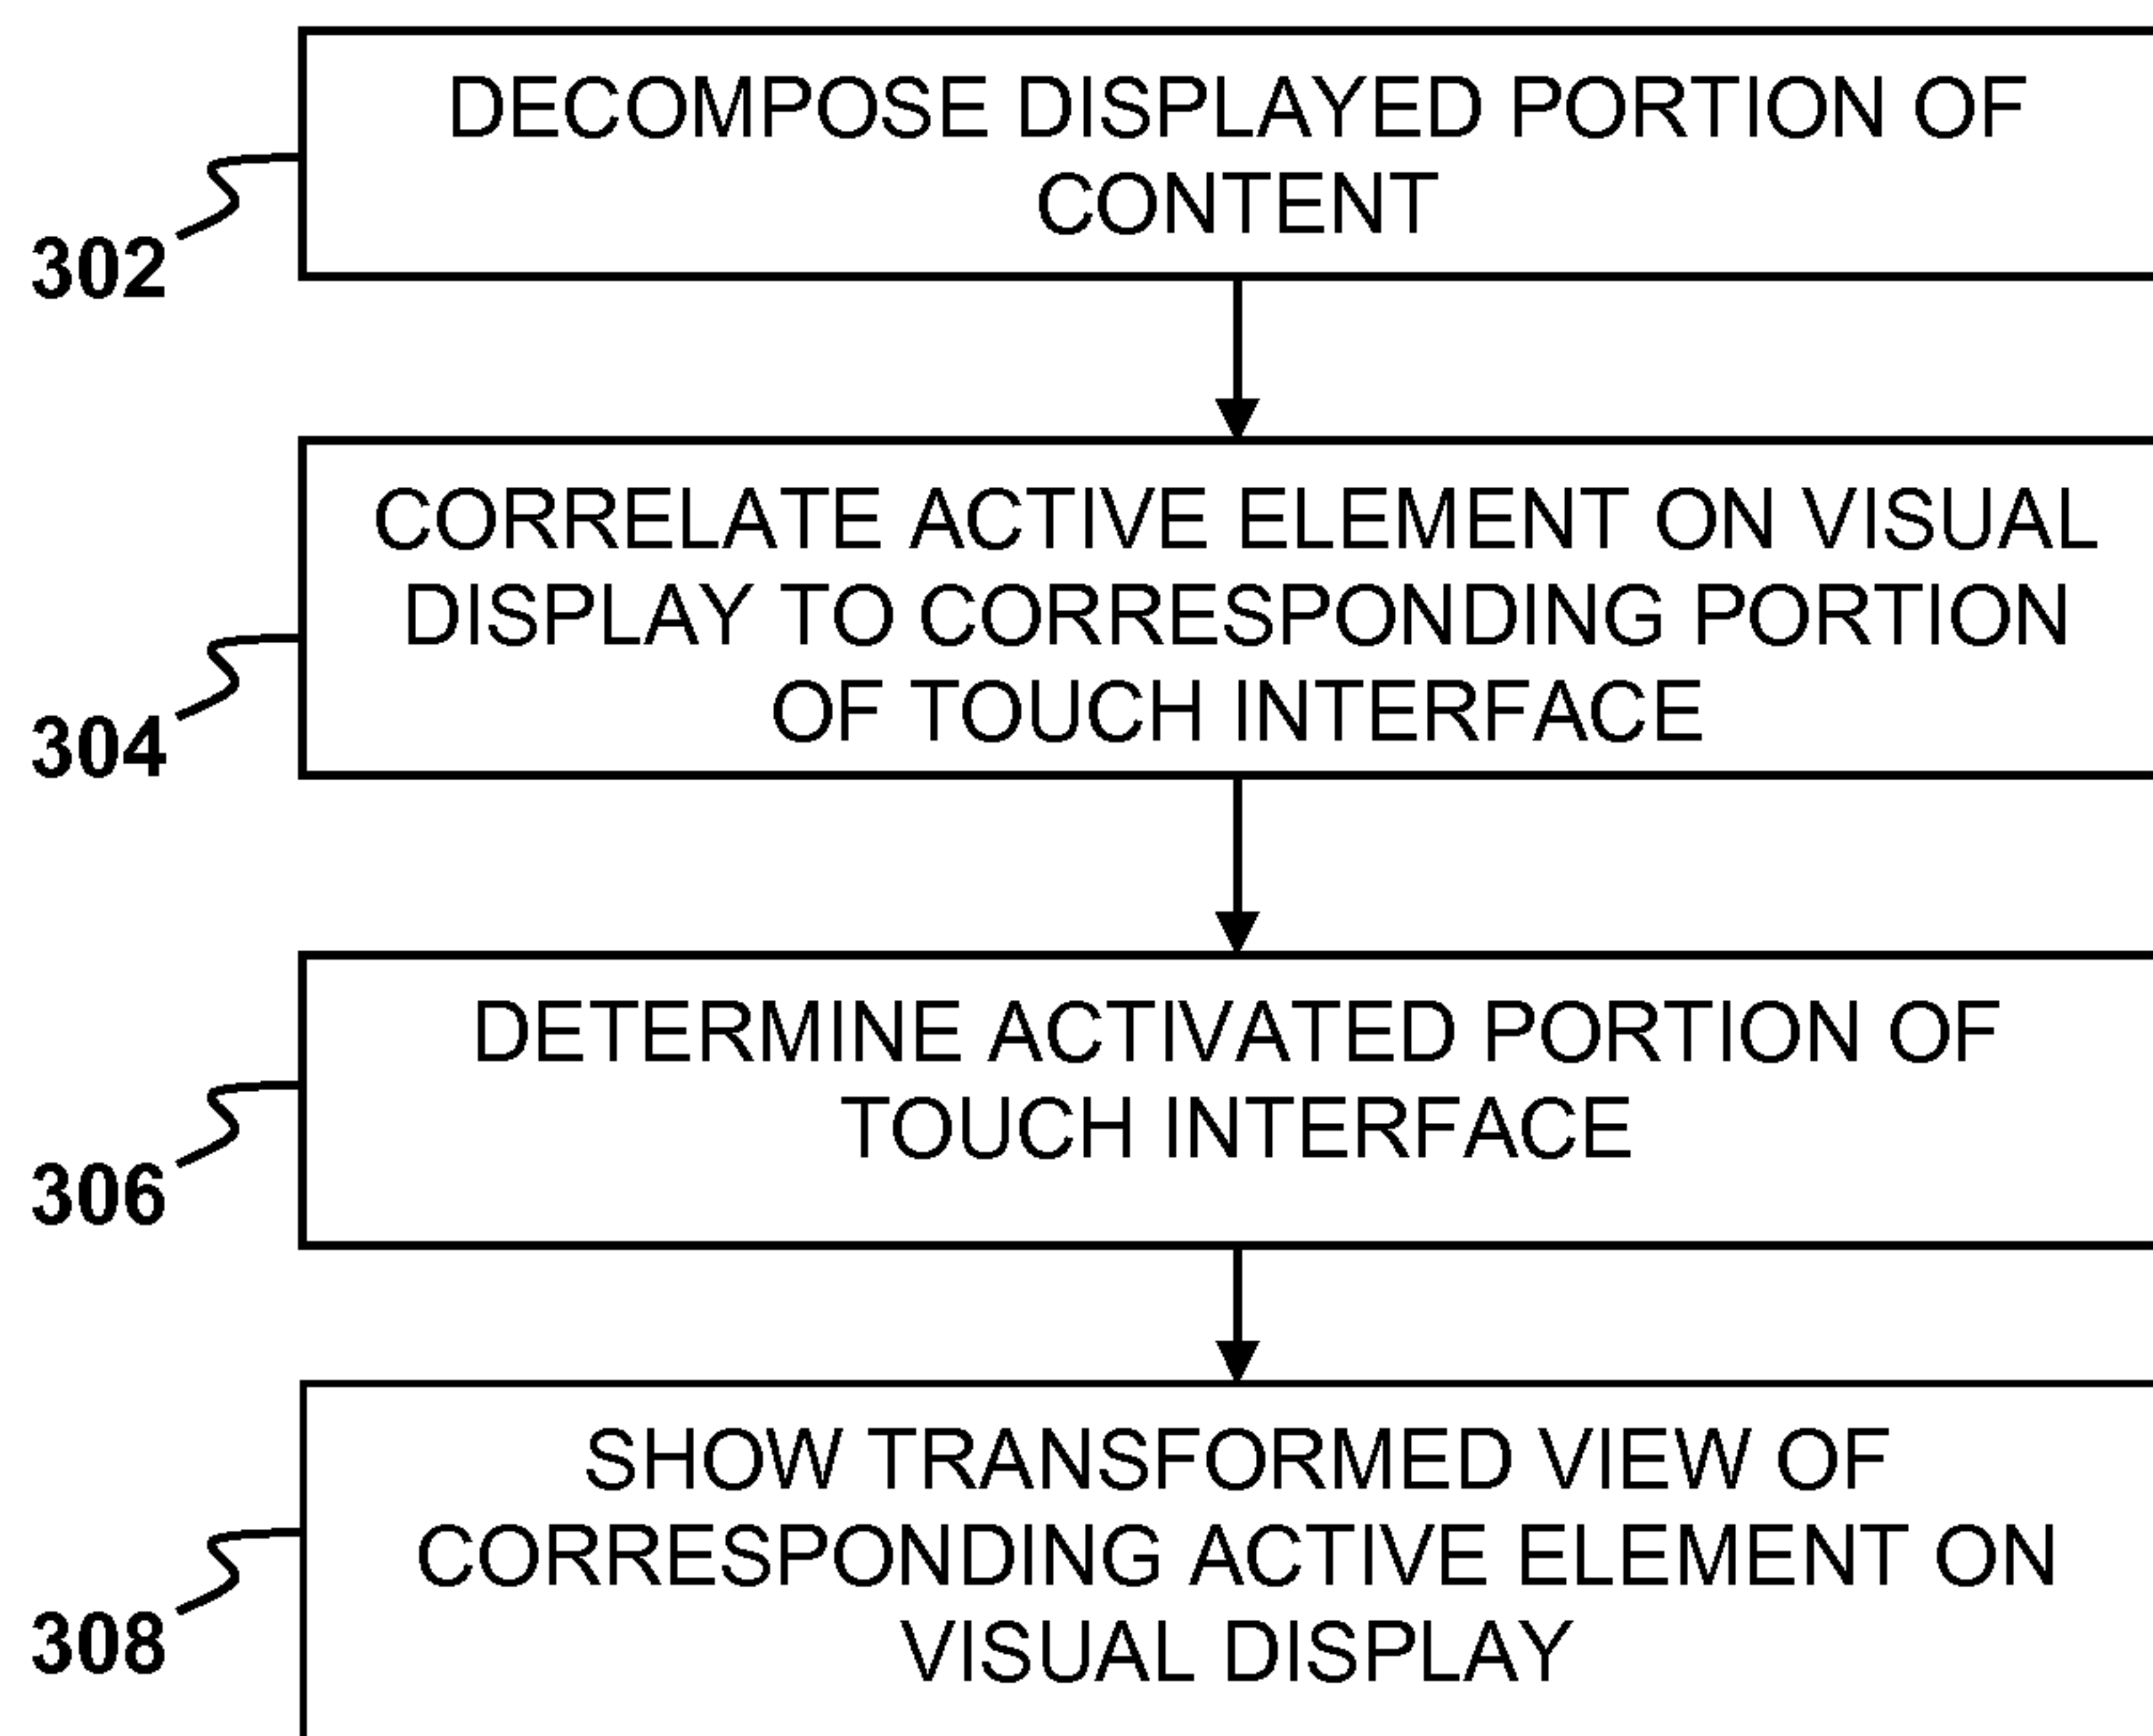 DECOMPOSE DISPLAYED PORTION OF
CONTENT
302
CORRELATE ACTIVE ELEMENT ON VISUAL
DISPLAY TO CORRESPONDING PORTION
OF TOUCH INTERFACE
304
DETERMINE ACTIVATED PORTION OF
TOUCH INTERFACE
306
SHOW TRANSFORMED VIEW OF
CORRESPONDING ACTIVE ELEMENT ON
VISUAL DISPLAY
308